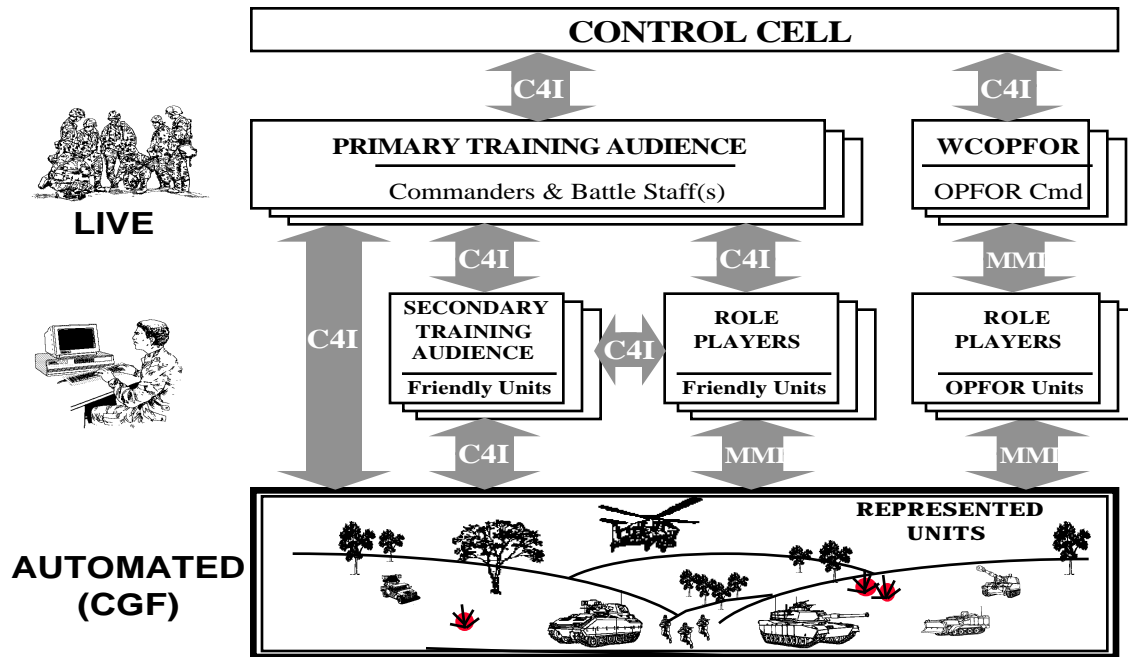 CONTROL CELL
C4I
C4I
PRIMARY TRAINING AUDIENCE
Commanders & Battle Staff(s)
WCOPFOR
OPFOR Cmd
LIVE
C4I
C4I
C4I
MMI
SECONDARY
TRAINING
AUDIENCE
Friendly Units
C4I
ROLE
PLAYERS
Friendly Units
ROLE
PLAYERS
OPFOR Units
C4I
MMI
MMI
REPRESENTED
UNITS
AUTOMATED
(CGF)